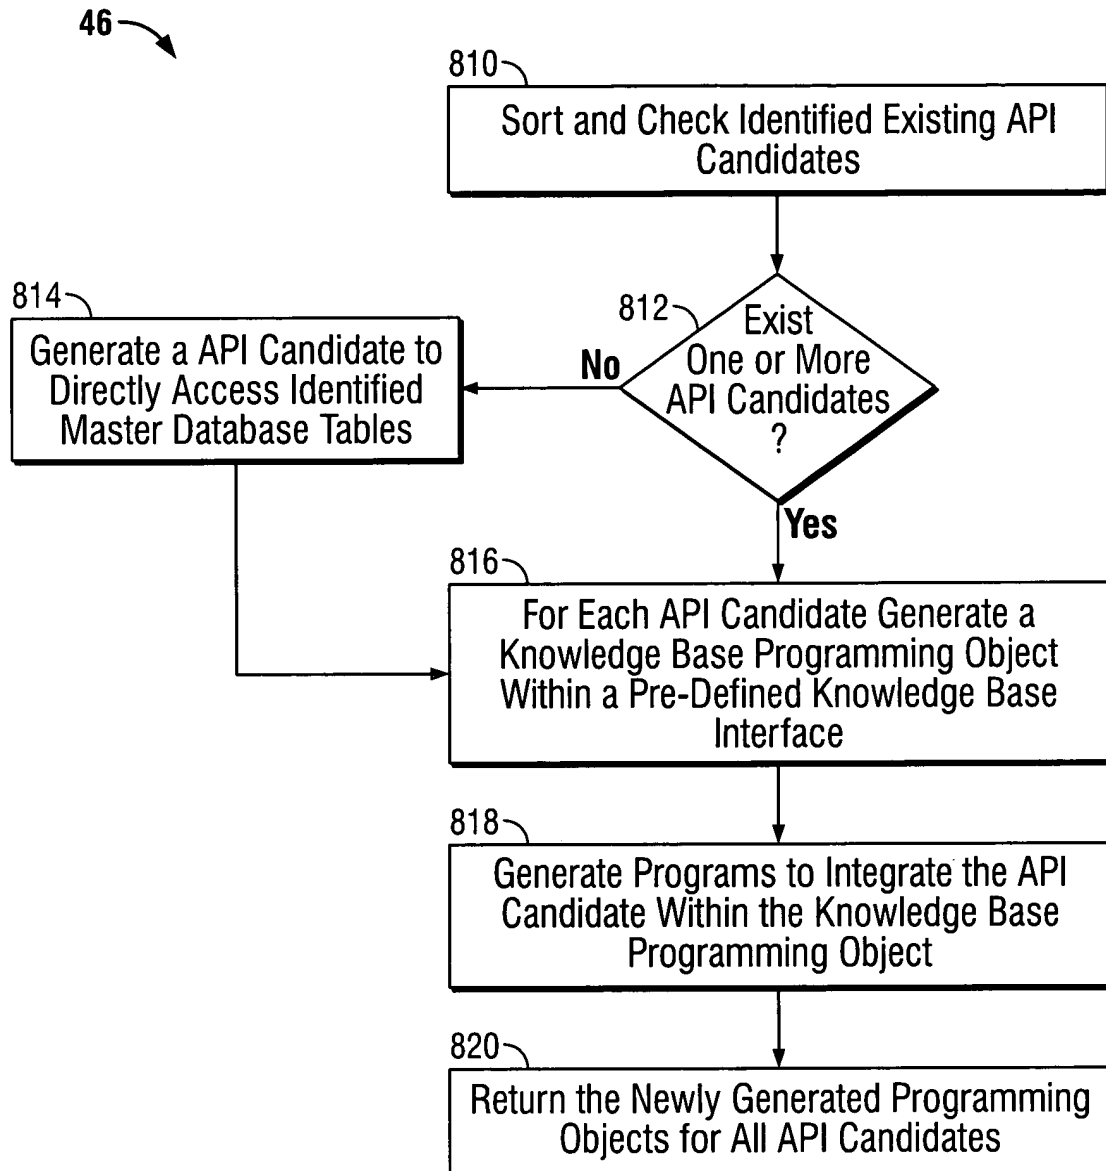 46
810
Sort and Check Identified Existing API
Candidates
812
Exist
One or More
API Candidates
?
No
Yes
814
Generate a API Candidate to
Directly Access Identified
Master Database Tables
816
For Each API Candidate Generate a
Knowledge Base Programming Object
Within a Pre-Defined Knowledge Base
Interface
818
Generate Programs to Integrate the API
Candidate Within the Knowledge Base
Programming Object
820
Return the Newly Generated Programming
Objects for All API Candidates